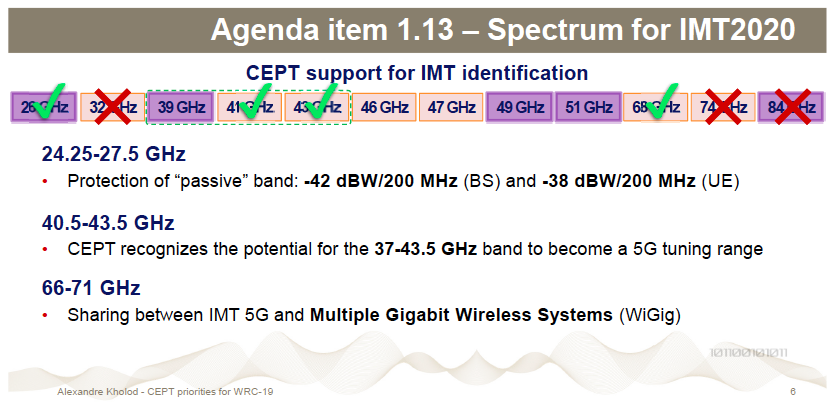 Agenda item 1.13 – Spectrum for IMT2020
CEPT support for IMT identification
26 GHz 32 GHz 39 GHz 41 GHz 43 GHz 46 GHz 47 GHz 49 GHz 51 GHz 68 GHz 74 GHz 84 GHz
24.25-27.5 GHz
• Protection of “passive” band: -42 dBW/200 MHz (BS) and -38 dBW/200 MHz (UE)
40.5-43.5 GHz
• CEPT recognizes the potential for the 37-43.5 GHz band to become a 5G tuning range
66-71 GHz
• Sharing between IMT 5G and Multiple Gigabit Wireless Systems (WiGig)
101100101011
Alexandre Kholod - CEPT priorities for WRC-19 6